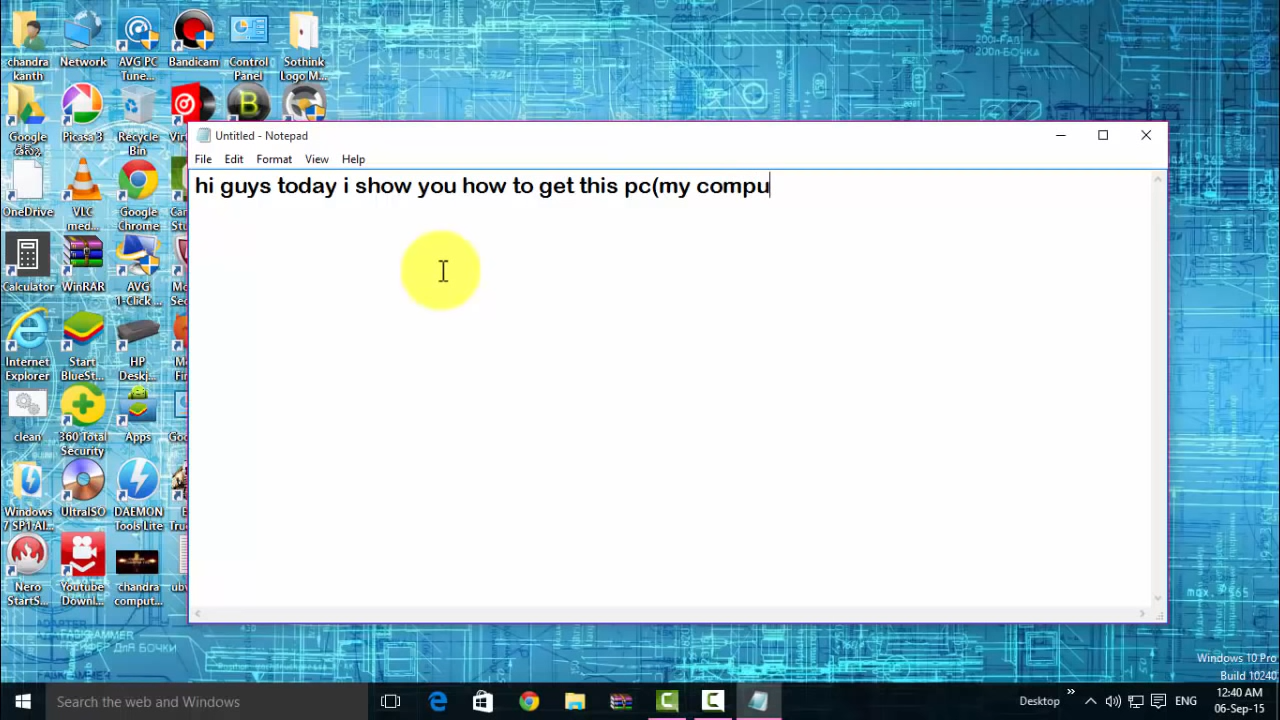 chandra
kanth
Network
AVG PC
Tune...
Bandicam
Control
Panel
Sothink
Logo M...
Google
Picasa 3
Recycle
Bin
Untitled - Notepad
File Edit Format View Help
hi guys today i show you how to get this pc(my compu
OneDrive
VLC
med...
Google
Chrome
Calculator
WinRAR
AVG
1-Click ...
Internet
Explorer
Start
BlueSt...
HP
Deskj...
clean
360 Total
Security
Apps
Windows
7 SP1 AI...
UltraISO
DAEMON
Tools Lite
Nero
StartS...
Youtube
Downl...
chandra
comput...
Windows 10 Pro
Build 10240
Search the web and Windows
Desktop
ENG
12:40 AM
06-Sep-15